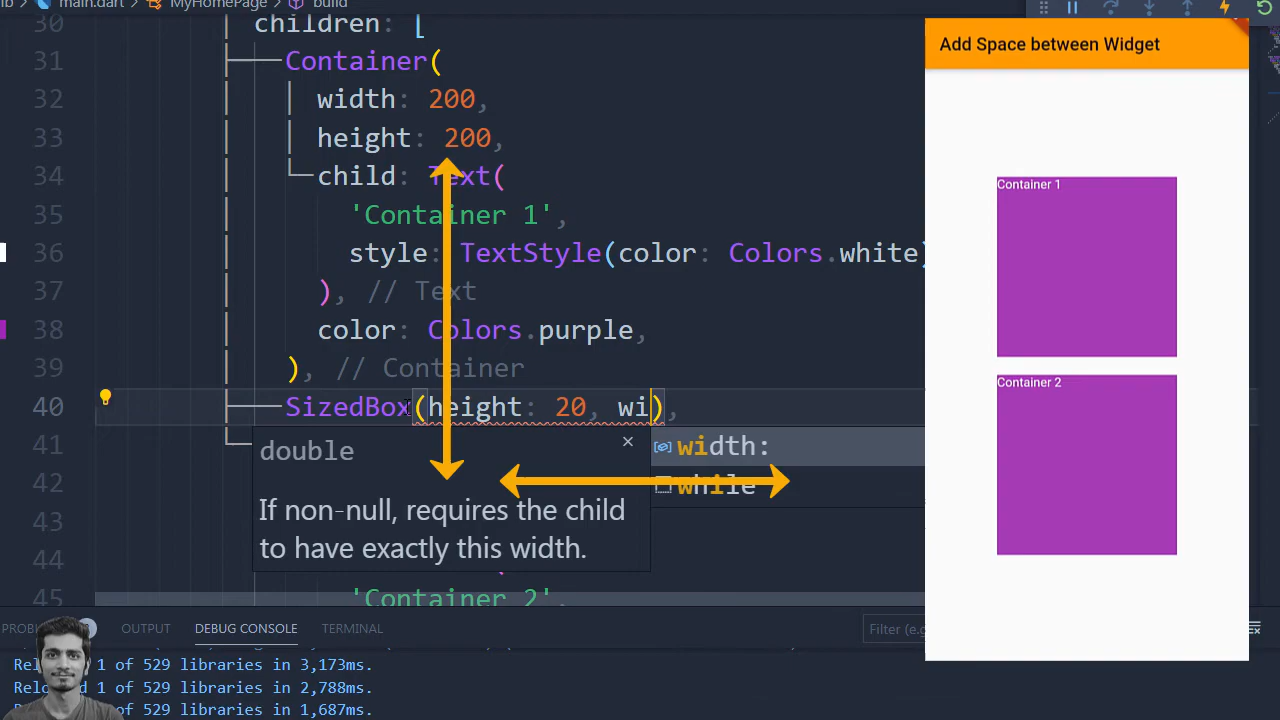 main.dart MyHomePage build
30 children: [
31 Container(
32 width: 200,
33 height: 200,
34 child: Text(
35 'Container 1',
36 style: TextStyle(color: Colors.white)
37 ), // Text
38 color: Colors.purple,
39 ), // Container
40 SizedBox(height: 20, wi),
41
double ×
width:
while
42
If non-null, requires the child
to have exactly this width.
43
44
45 'Container 2',
OUTPUT DEBUG CONSOLE TERMINAL
Filter (e.g
1 of 529 libraries in 3,173ms.
1 of 529 libraries in 2,788ms.
1 of 529 libraries in 1,687ms.
Add Space between Widget
Container 1
Container 2